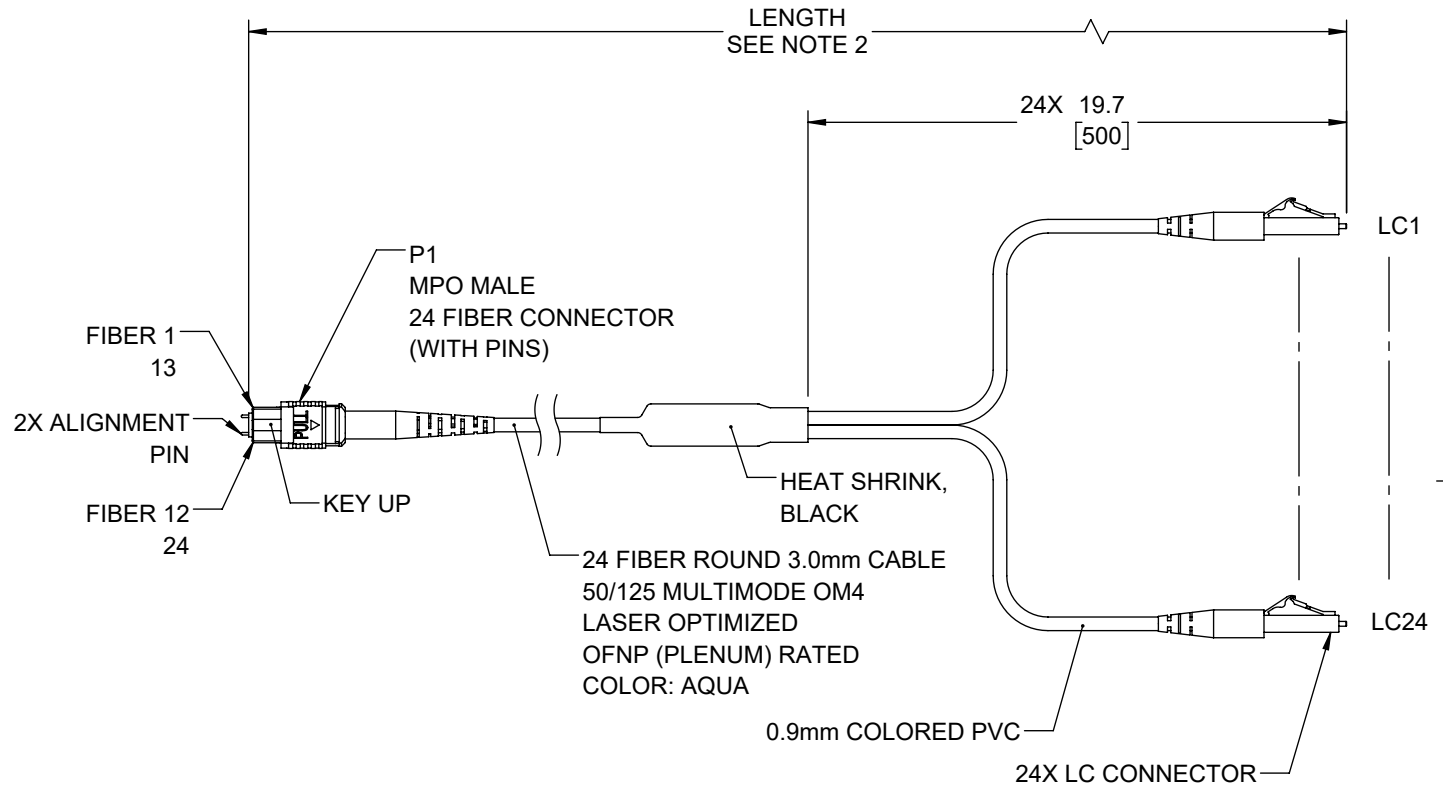 LENGTH
SEE NOTE 2
24X 19.7
[500]
LC1
P1
MPO MALE
24 FIBER CONNECTOR
(WITH PINS)
FIBER 1
13
2X ALIGNMENT
PIN
PULL
FIBER 12
24
KEY UP
HEAT SHRINK,
BLACK
24 FIBER ROUND 3.0mm CABLE
50/125 MULTIMODE OM4
LASER OPTIMIZED
OFNP (PLENUM) RATED
COLOR: AQUA
LC24
0.9mm COLORED PVC
24X LC CONNECTOR